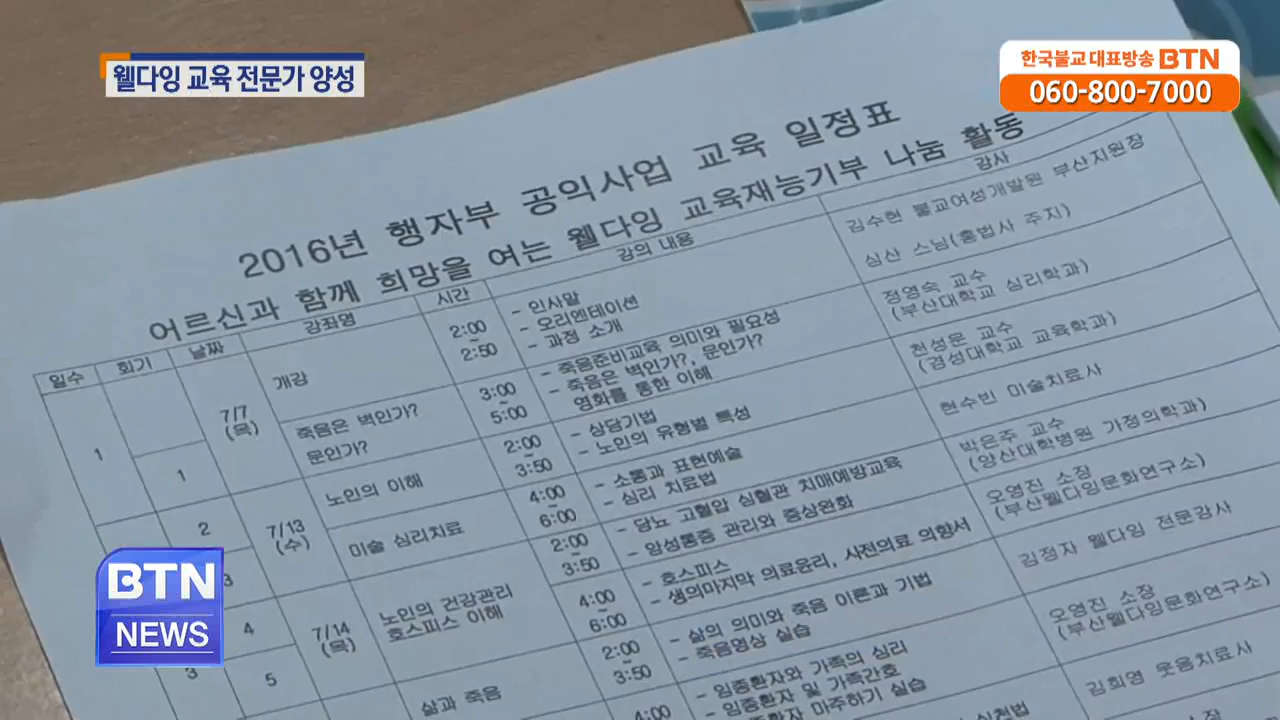 웰다잉 교육 전문가 양성
한국불교 대표방송 BTN
060-800-7000
2016년 행자부 공익사업 교육 일정표
어르신과 함께 희망을 여는 웰다잉 교육재능기부 나눔 활동
일수 회기 날짜 강좌명 시간 강의 내용 강사
1
7/7
(목)
개강
2:00
~
2:50
- 인사말
- 오리엔테이션
- 과정 소개
김수현 불교여성개발원 부산지원장
심산 스님(홍법사 주지)
1
죽음은 벽인가?
문인가?
3:00
~
5:00
- 죽음준비교육 의미와 필요성
- 죽음은 벽인가?, 문인가?
영화를 통한 이해
정영숙 교수
(부산대학교 심리학과)
2
7/13
(수)
노인의 이해
2:00
~
3:50
- 상담기법
- 노인의 유형별 특성
천성문 교수
(경성대학교 교육학과)
3
미술 심리치료
4:00
~
6:00
- 소통과 표현예술
- 심리 치료법
현수빈 미술치료사
3
4
7/14
(목)
노인의 건강관리
호스피스 이해
2:00
~
3:50
- 당뇨 고혈압 심혈관 치매예방교육
- 암성통증 관리와 증상완화
박은주 교수
(양산대학병원 가정의학과)
4:00
~
6:00
- 호스피스
- 생의마지막 의료윤리, 사전의료 의향서
오영진 소장
(부산웰다잉문화연구소)
5
삶과 죽음
2:00
~
3:50
- 삶의 의미와 죽음 이론과 기법
- 죽음명상 실습
김정자 웰다잉 전문강사
4:00
- 임종환자와 가족의 심리
- 임종환자 및 가족간호
임종환자 마주하기 실습
오영진 소장
(부산웰다잉문화연구소)
김희영 웃음치료사
BTN
NEWS